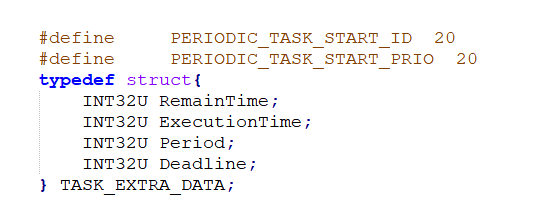 #define     PERIODIC_TASK_START_ID  20
#define     PERIODIC_TASK_START_PRIO  20
typedef struct{
    INT32U RemainTime;
    INT32U ExecutionTime;
    INT32U Period;
    INT32U Deadline;
} TASK_EXTRA_DATA;